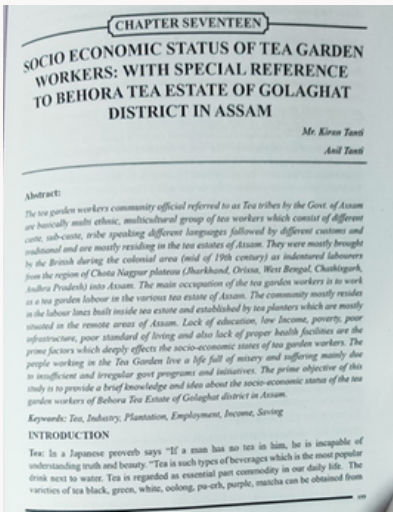 CHAPTER SEVENTEEN
SOCIO ECONOMIC STATUS OF TEA GARDEN
WORKERS: WITH SPECIAL REFERENCE
TO BEHORA TEA ESTATE OF GOLAGHAT
DISTRICT IN ASSAM
Mr. Kiran Tanti
Anil Tanti
Abstract:
The tea garden workers community official referred to as Tea tribes by the Govt. of Assam
are basically multi ethnic, multicultural group of tea workers which consist of different
caste, sub-caste, tribe speaking different languages followed by different customs and
traditional and are mostly residing in the tea estates of Assam. They were mostly brought
by the British during the colonial area (mid of 19th century) as indentured labourers
from the region of Chota Nagpur plateau (Jharkhand, Orissa, West Bengal, Chattisgarh,
Andhra Pradesh) into Assam. The main occupation of the tea garden workers is to work
as a tea garden labour in the various tea estate of Assam. The community mostly resides
in the labour lines built inside tea estate and established by tea planters which are mostly
situated in the remote areas of Assam. Lack of education, low Income, poverty, poor
infrastructure, poor standard of living and also lack of proper health facilities are the
prime factors which deeply effects the socio-economic stores of tea garden workers. The
people working in the Tea Garden live a life full of misery and suffering mainly due
to insufficient and irregular govt programs and initiatives. The prime objective of this
study is to provide a brief knowledge and idea about the socio-economic status of the tea
garden workers of Behora Tea Estate of Golaghat district in Assam.
Keywords: Tea, Industry, Plantation, Employment, Income, Saving
INTRODUCTION
Tea: In a Japanese proverb says "If a man has no tea in him, he is incapable of
understanding truth and beauty. "Tea is such types of beverages which is the most popular
drink next to water. Tea is regarded as essential part commodity in our daily life. The
varieties of tea black, green, white, oolong, pu-erh, purple, matcha can be obtained from